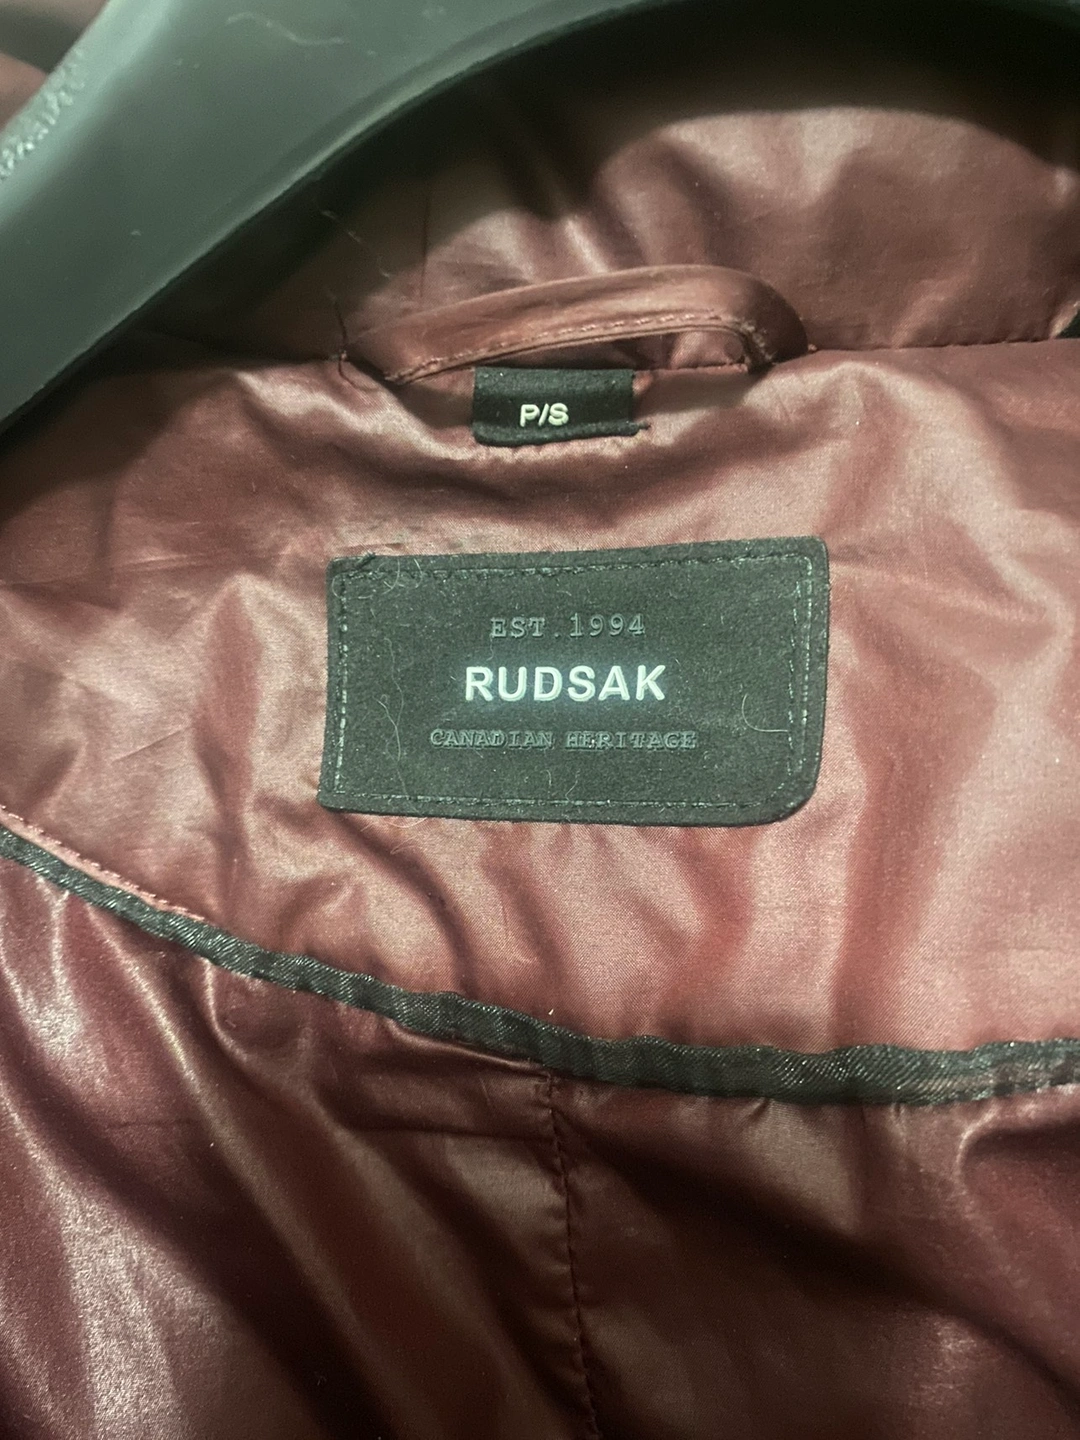 P/S
EST.1994
RUDSAK
CANADIAN HERITAGE